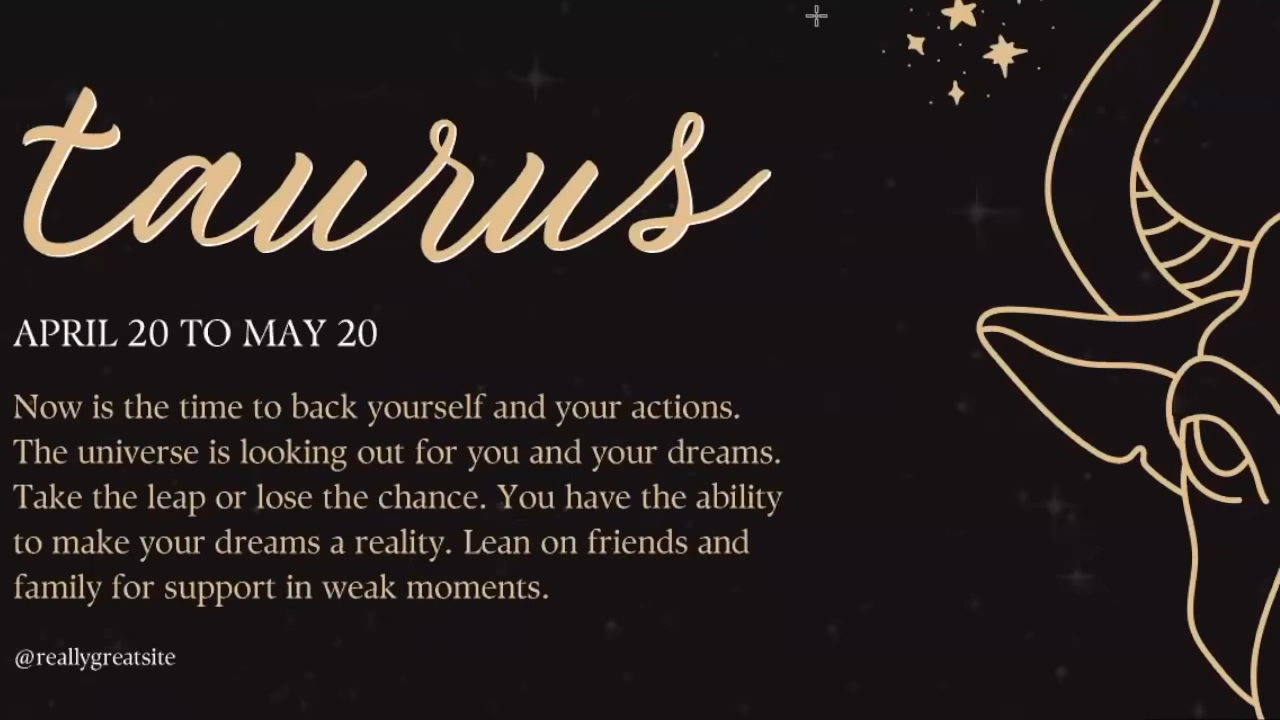 taurus
APRIL 20 TO MAY 20
Now is the time to back yourself and your actions.
The universe is looking out for you and your dreams.
Take the leap or lose the chance. You have the ability
to make your dreams a reality. Lean on friends and
family for support in weak moments.
@reallygreatsite